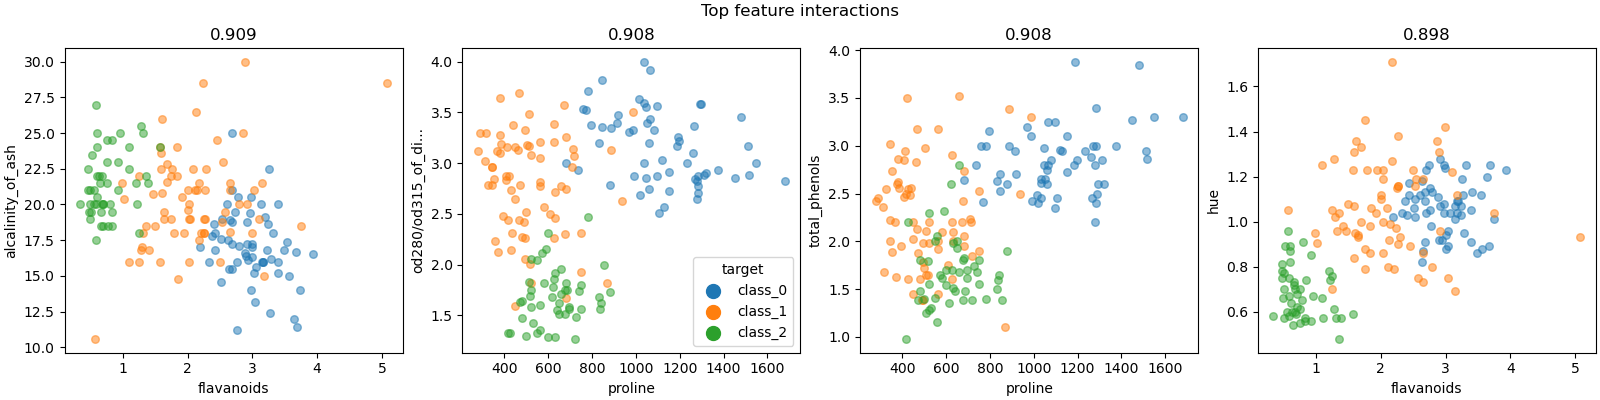 Top feature interactions
0.909
alcalinity_of_ash
30.0
27.5
25.0
22.5
20.0
17.5
15.0
12.5
10.0
1 2 3 4 5
flavanoids
0.908
od280/od315_of_di...
4.0
3.5
3.0
2.5
2.0
1.5
target
class_0
class_1
class_2
400 600 800 1000 1200 1400 1600
proline
0.908
total_phenols
4.0
3.5
3.0
2.5
2.0
1.5
1.0
400 600 800 1000 1200 1400 1600
proline
0.898
hue
1.6
1.4
1.2
1.0
0.8
0.6
1 2 3 4 5
flavanoids